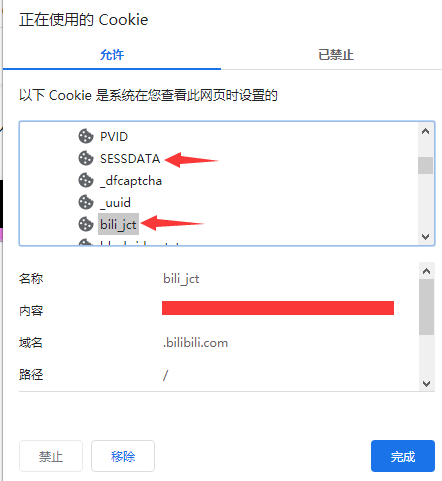 正在使用的 Cookie
允许 已禁止
以下 Cookie 是系统在您查看此网页时设置的
PVID
SESSDATA
_dfcaptcha
_uuid
bili_jct
名称 bili_jct
内容
域名 .bilibili.com
路径 /
禁止 移除 完成